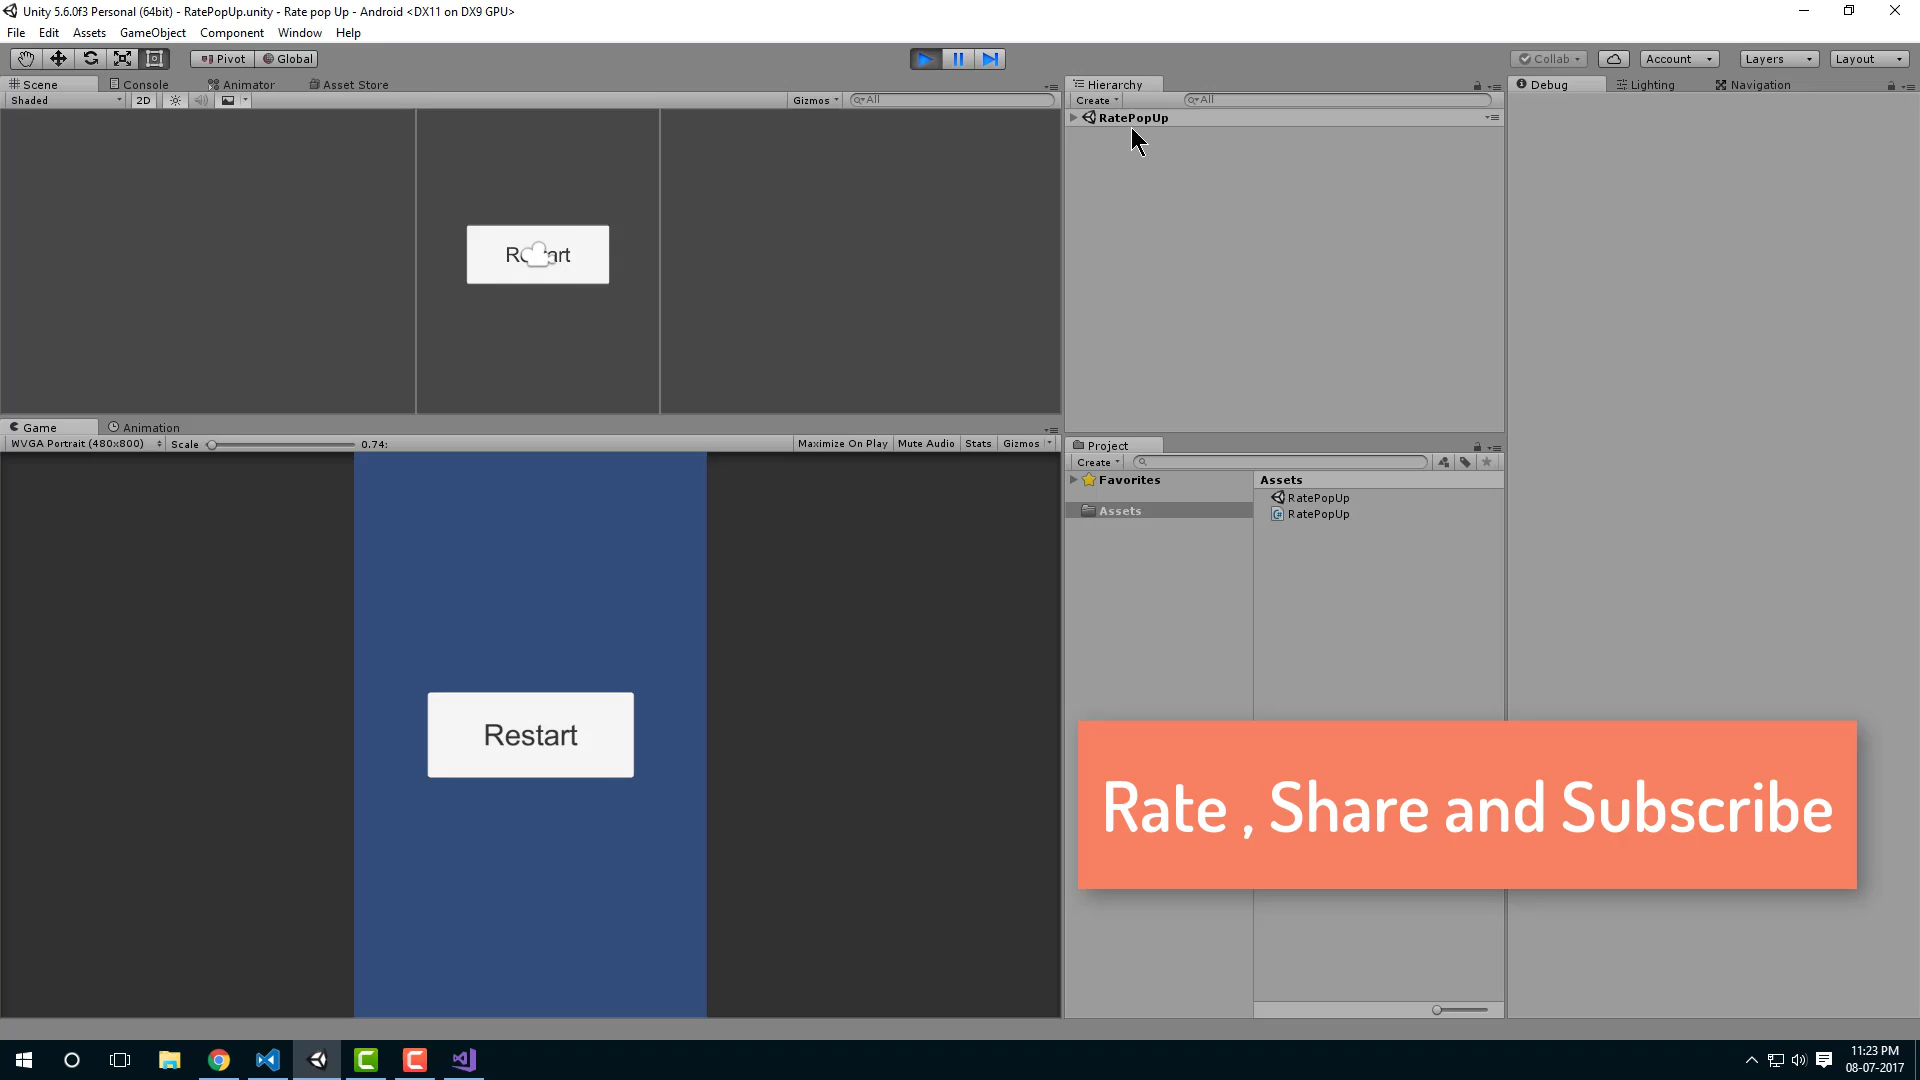 Unity 5.6.0f3 Personal (64bit) - RatePopUp.unity - Rate pop Up - Android <DX11 on DX9 GPU>
File Edit Assets GameObject Component Window Help
Pivot Global Collab Account Layers Layout
Scene Console Animator Asset Store
Shaded 2D Gizmos All
Hierarchy
Create All
RatePopUp
Debug Lighting Navigation
Game Animation
WVGA Portrait (480x800) Scale 0.74: Maximize On Play Mute Audio Stats Gizmos
Restart
Project
Create
Favorites
Assets
Assets
RatePopUp
RatePopUp
Rate , Share and Subscribe
11:23 PM
08-07-2017